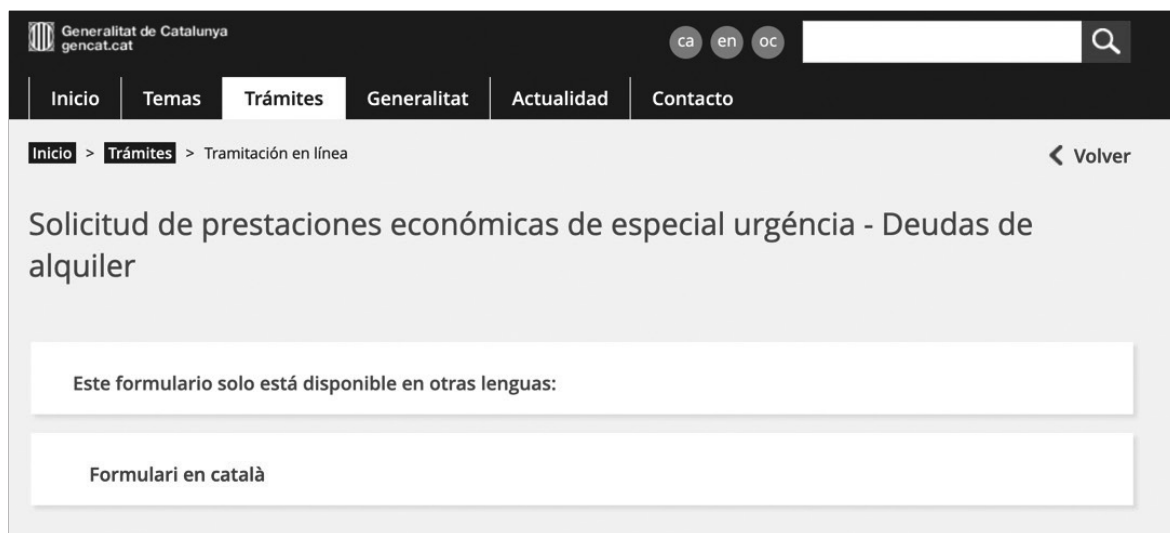 Generalitat de Catalunya
gencat.cat
ca en oc
Inicio Temas Trámites Generalitat Actualidad Contacto
Inicio > Trámites > Tramitación en línea
Volver
Solicitud de prestaciones económicas de especial urgéncia - Deudas de
alquiler
Este formulario solo está disponible en otras lenguas:
Formulari en català